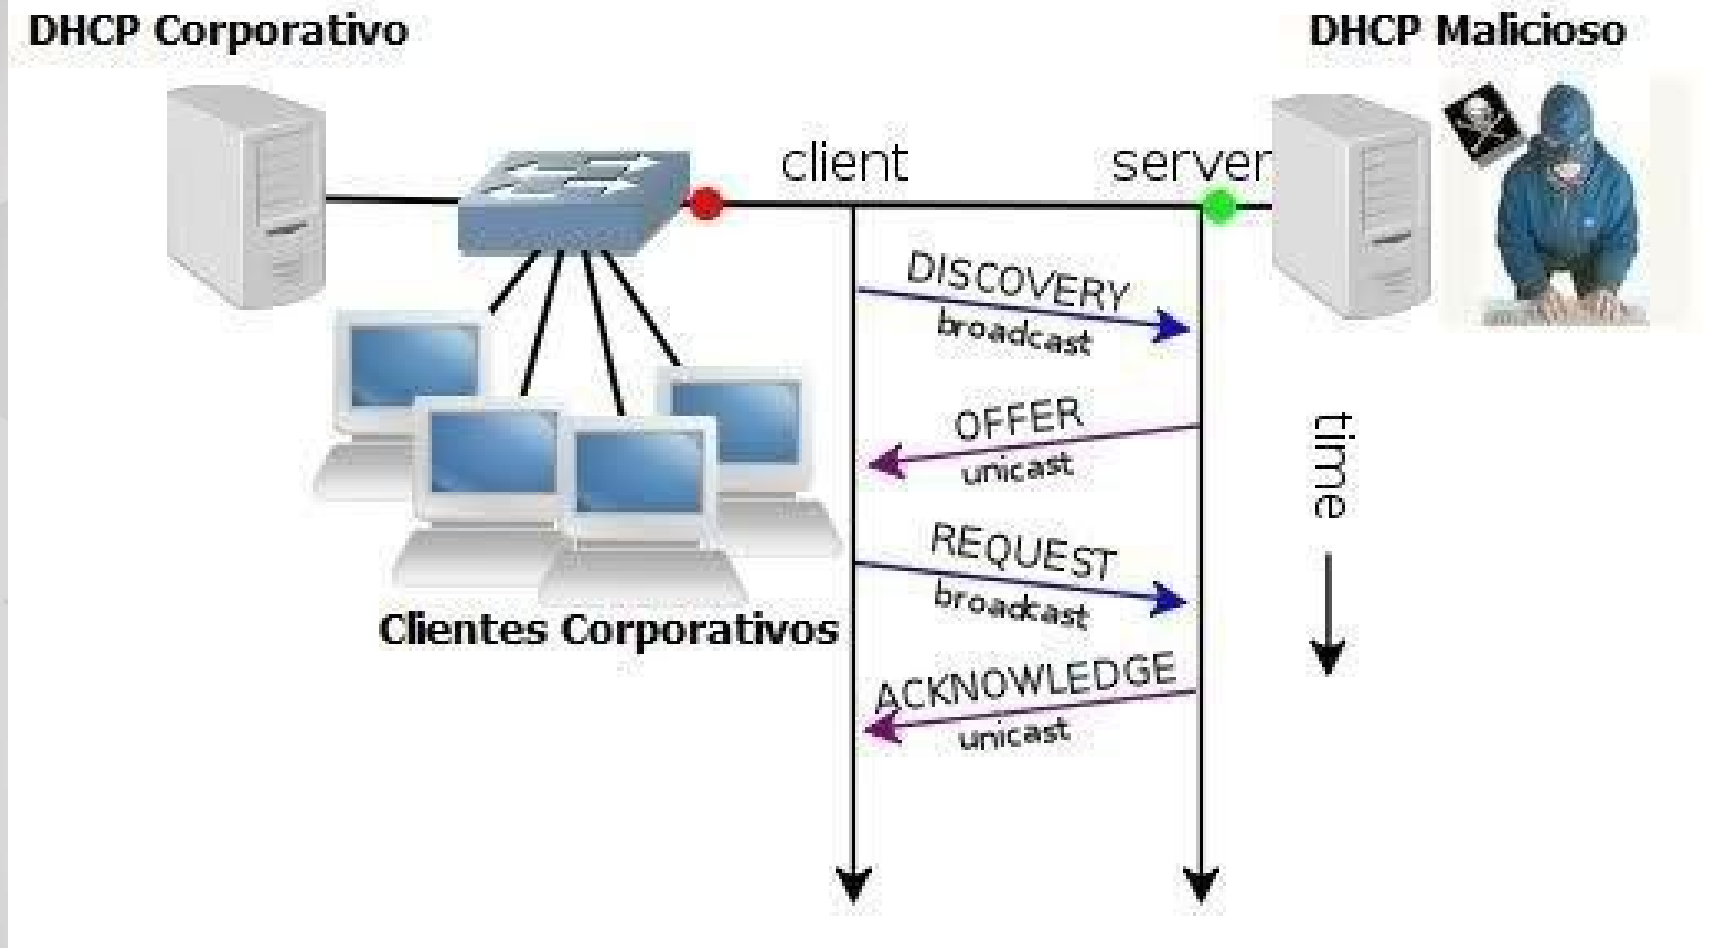 DHCP Corporativo
DHCP Malicioso
client
server
DISCOVERY
broadcast
OFFER
unicast
time
REQUEST
broadcast
Clientes Corporativos
ACKNOWLEDGE
unicast